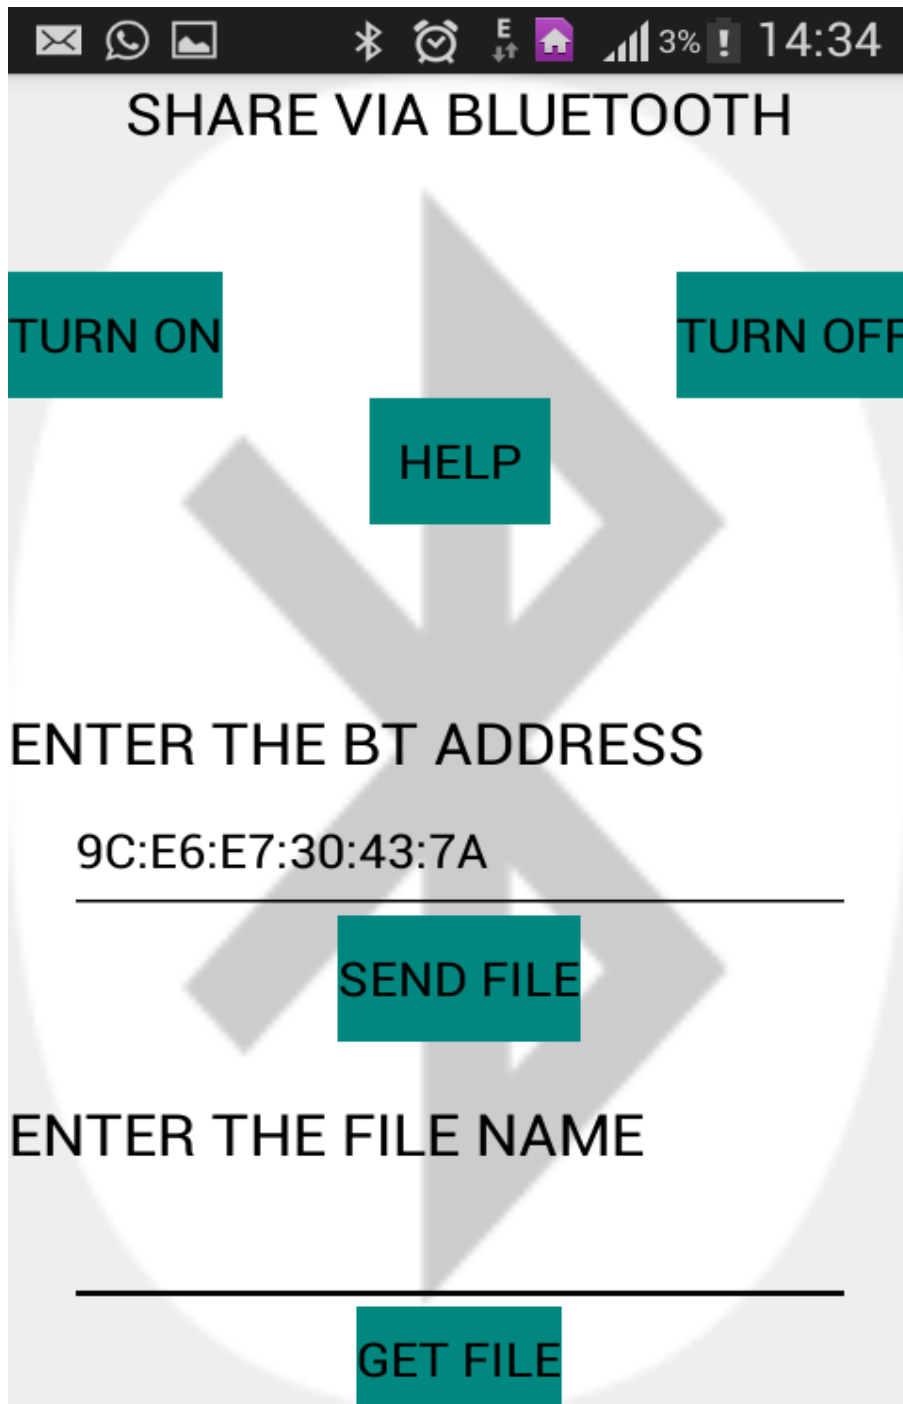 E 3% 14:34
SHARE VIA BLUETOOTH
TURN ON TURN OFF
HELP
ENTER THE BT ADDRESS
9C:E6:E7:30:43:7A
SEND FILE
ENTER THE FILE NAME
GET FILE